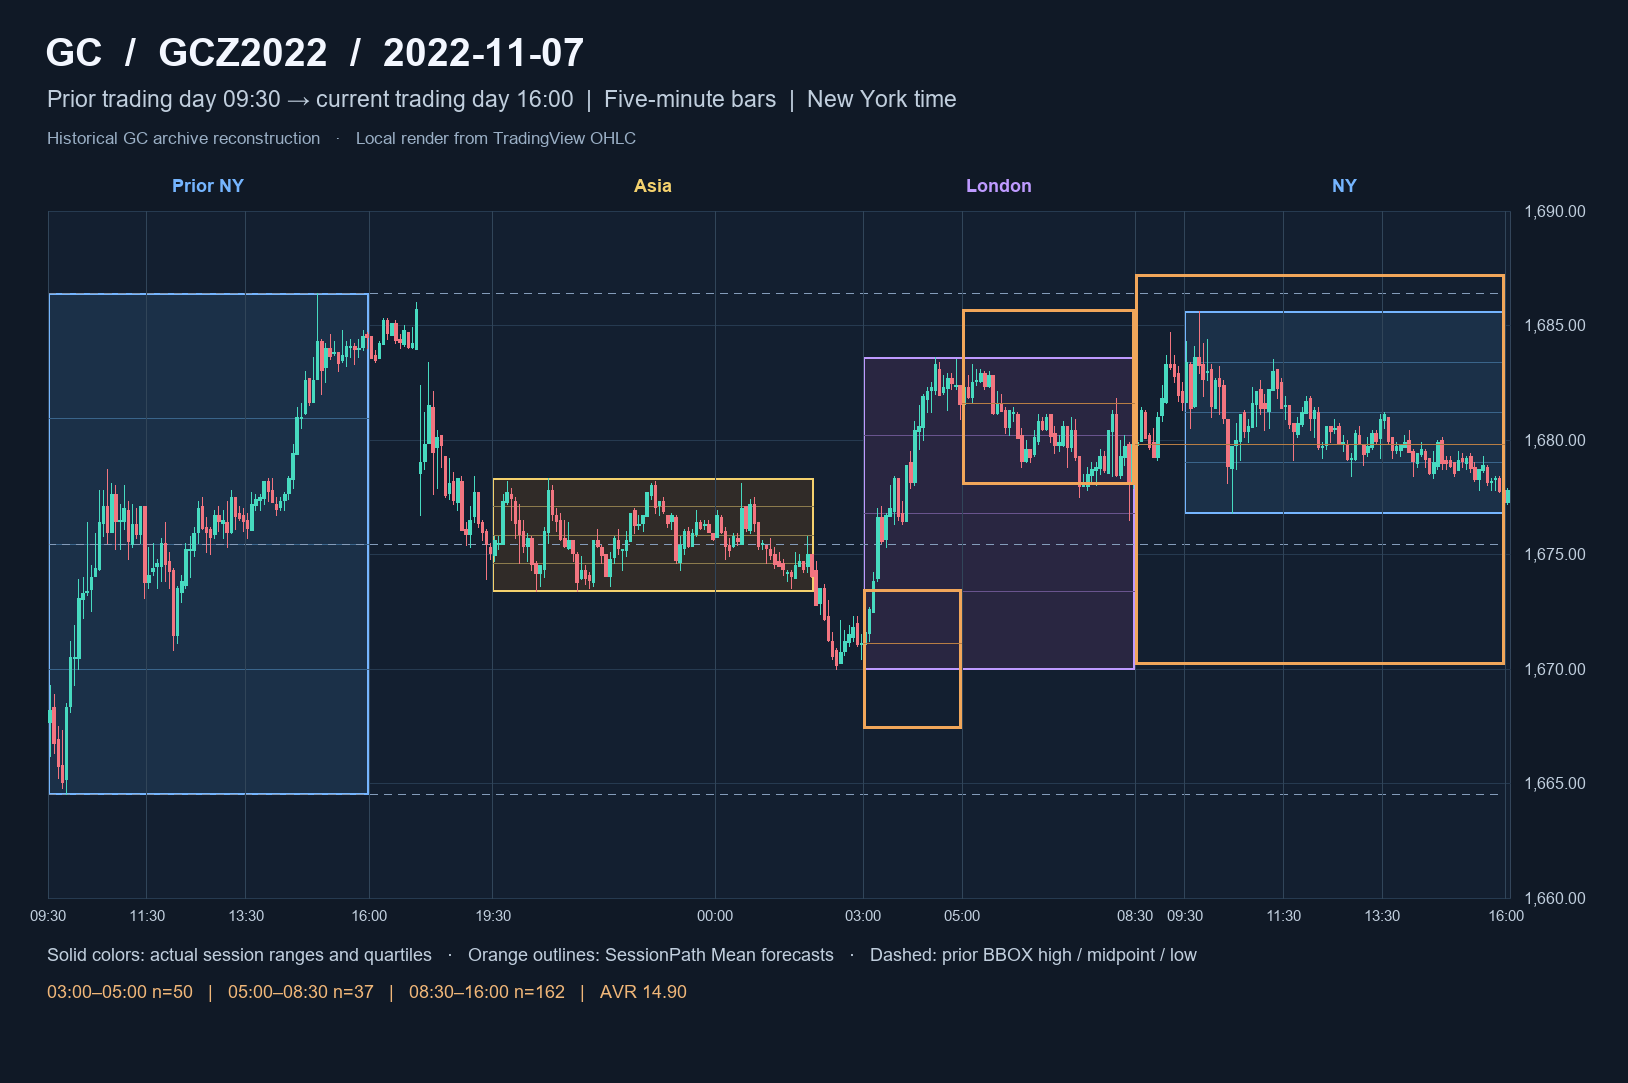 GC / GCZ2022 / 2022-11-07
Prior trading day 09:30 → current trading day 16:00 | Five-minute bars | New York time
Historical GC archive reconstruction · Local render from TradingView OHLC
Prior NY Asia London NY
1,690.00
1,685.00
1,680.00
1,675.00
1,670.00
1,665.00
1,660.00
09:30 11:30 13:30 16:00 19:30 00:00 03:00 05:00 08:30 09:30 11:30 13:30 16:00
Solid colors: actual session ranges and quartiles · Orange outlines: SessionPath Mean forecasts · Dashed: prior BBOX high / midpoint / low
03:00–05:00 n=50 | 05:00–08:30 n=37 | 08:30–16:00 n=162 | AVR 14.90